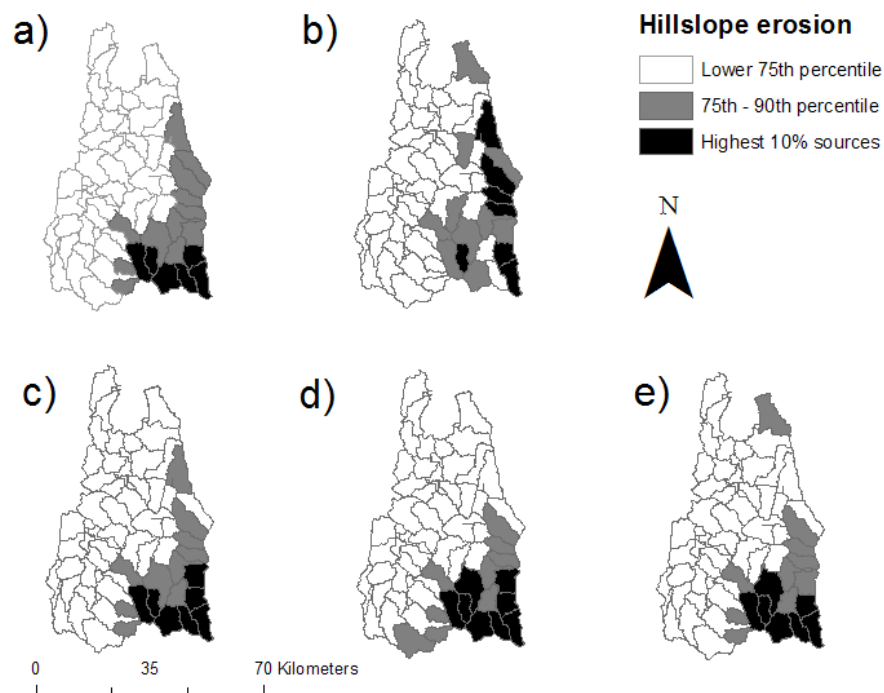 a)
b)
Hillslope erosion
Lower 75th percentile
75th - 90th percentile
Highest 10% sources
N
c)
d)
e)
0 35 70 Kilometers